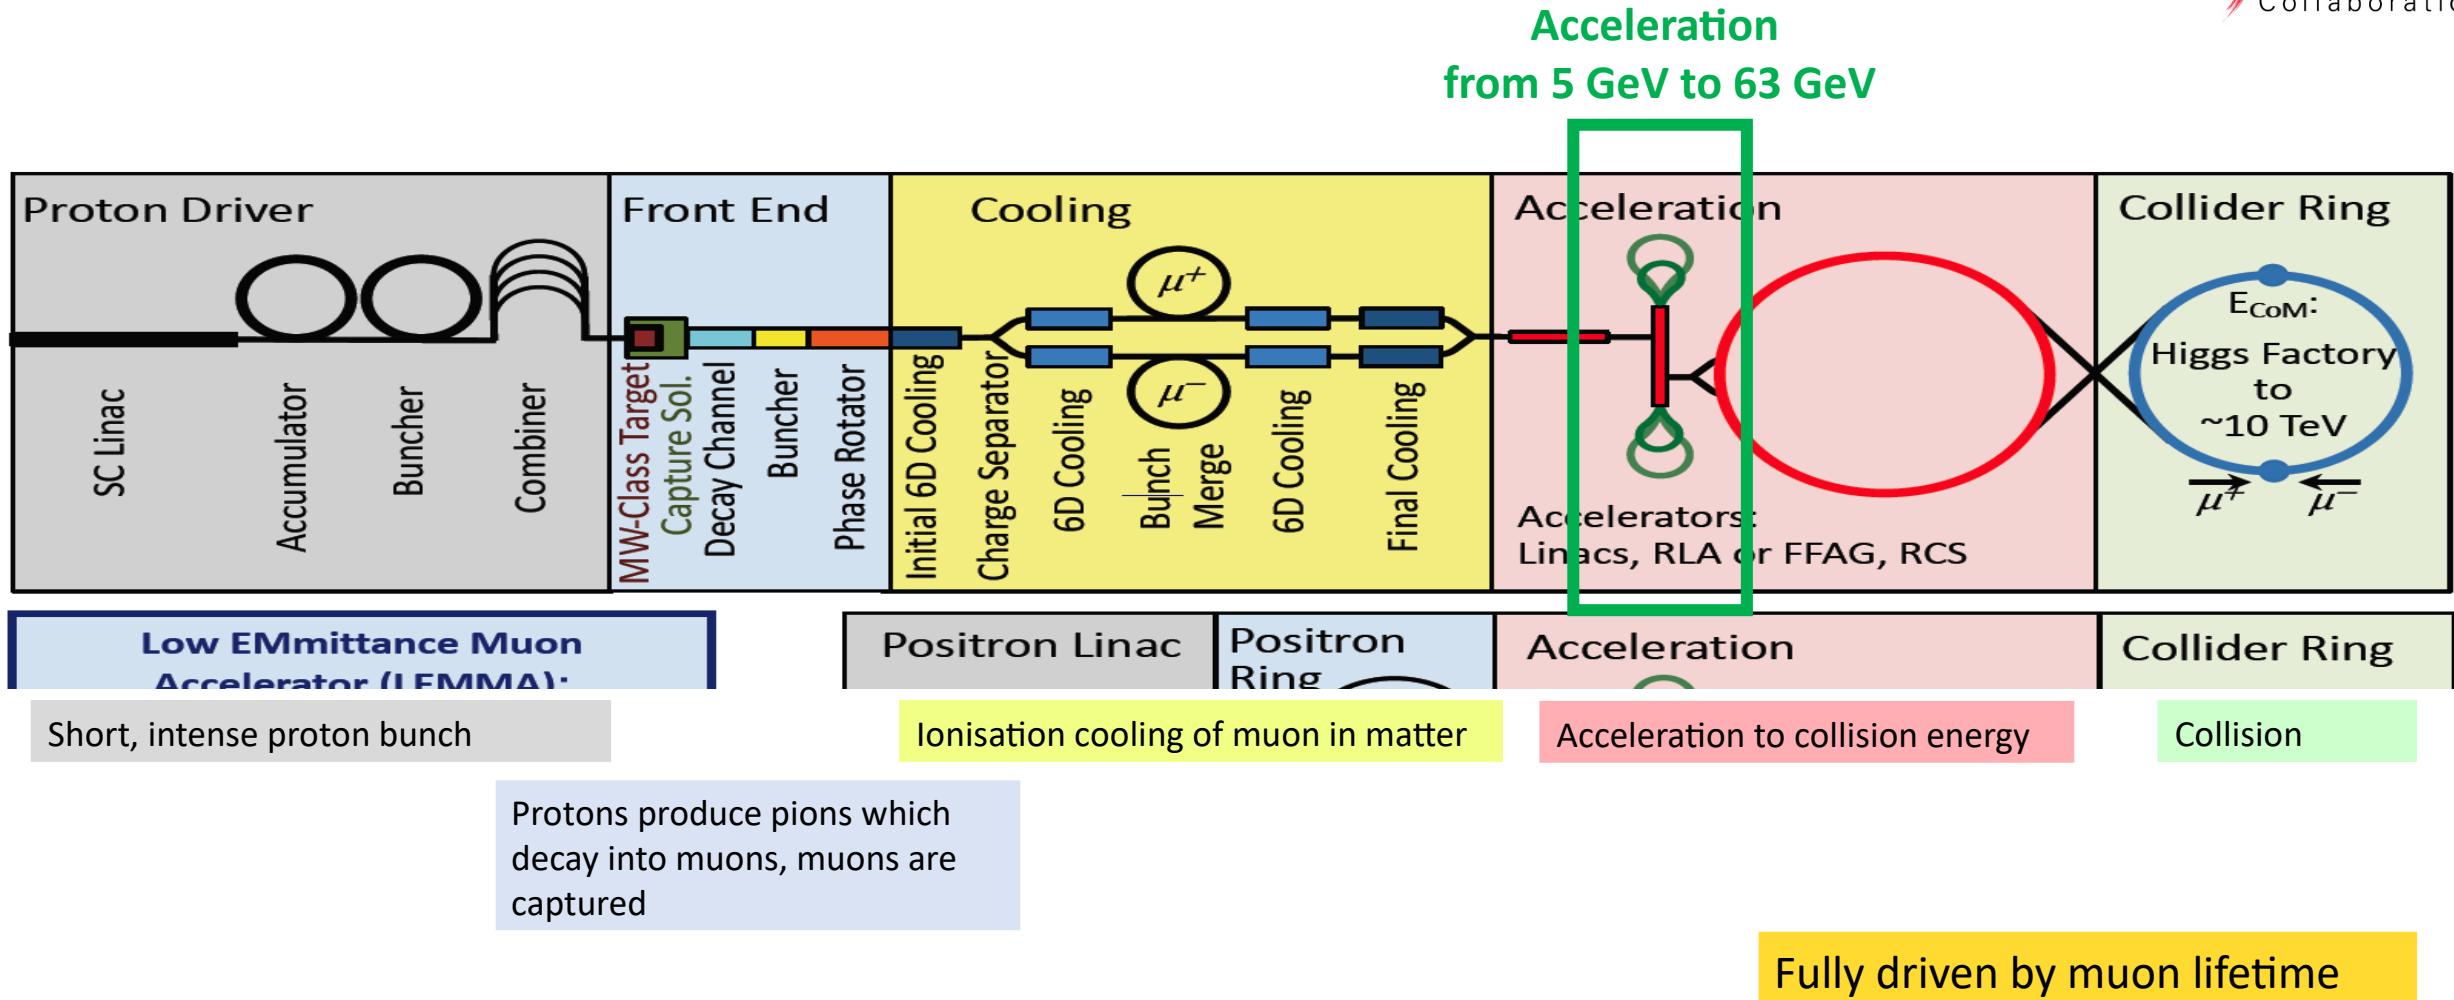 Collaboratio
Acceleration
from 5 GeV to 63 GeV
Proton Driver
Front End
Cooling
Acceleration
Collider Ring
SC Linac
Accumulator
Buncher
Combiner
MW-Class Target
Capture Sol.
Decay Channel
Buncher
Phase Rotator
Initial 6D Cooling
Charge Separator
6D Cooling
μ+
μ−
Bunch
Merge
6D Cooling
Final Cooling
Accelerators:
Linacs, RLA or FFAG, RCS
ECoM:
Higgs Factory
to
~10 TeV
μ+
μ−
Low EMmittance Muon
Accelerator (LEMMA):
Positron Linac
Positron
Ring
Acceleration
Collider Ring
Short, intense proton bunch
Ionisation cooling of muon in matter
Acceleration to collision energy
Collision
Protons produce pions which
decay into muons, muons are
captured
Fully driven by muon lifetime